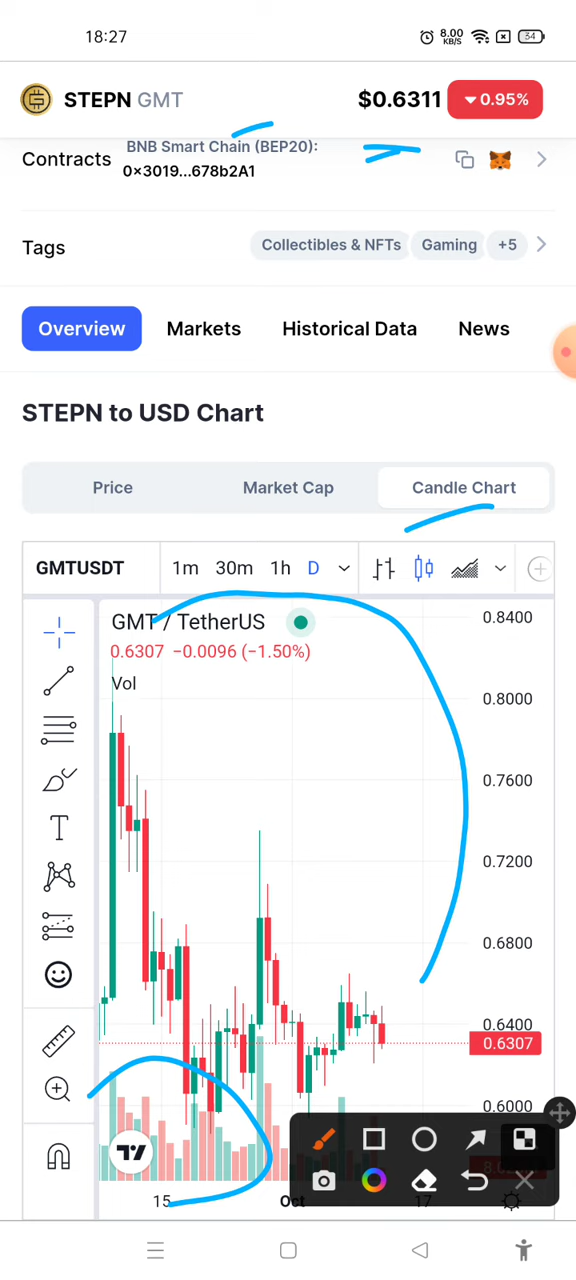 18:27
8.00
KB/S
34
STEPN GMT
$0.6311
0.95%
Contracts
BNB Smart Chain (BEP20):
0×3019...678b2A1
Tags
Collectibles & NFTs
Gaming
+5
Overview
Markets
Historical Data
News
STEPN to USD Chart
Price
Market Cap
Candle Chart
GMTUSDT
1m
30m
1h
D
GMT / TetherUS
0.6307 −0.0096 (−1.50%)
Vol
T
0.8400
0.8000
0.7600
0.7200
0.6800
0.6400
0.6307
0.6000
15
Oct
17